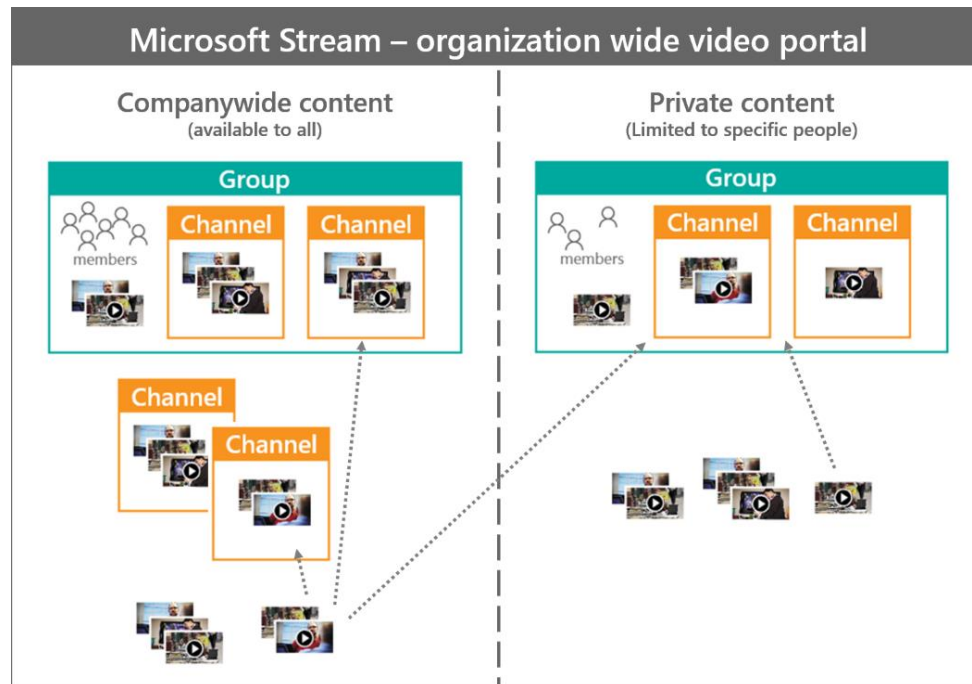 Microsoft Stream – organization wide video portal
Companywide content
(available to all)
Group
members
Channel
Channel
Channel
Channel
Private content
(Limited to specific people)
Group
members
Channel
Channel